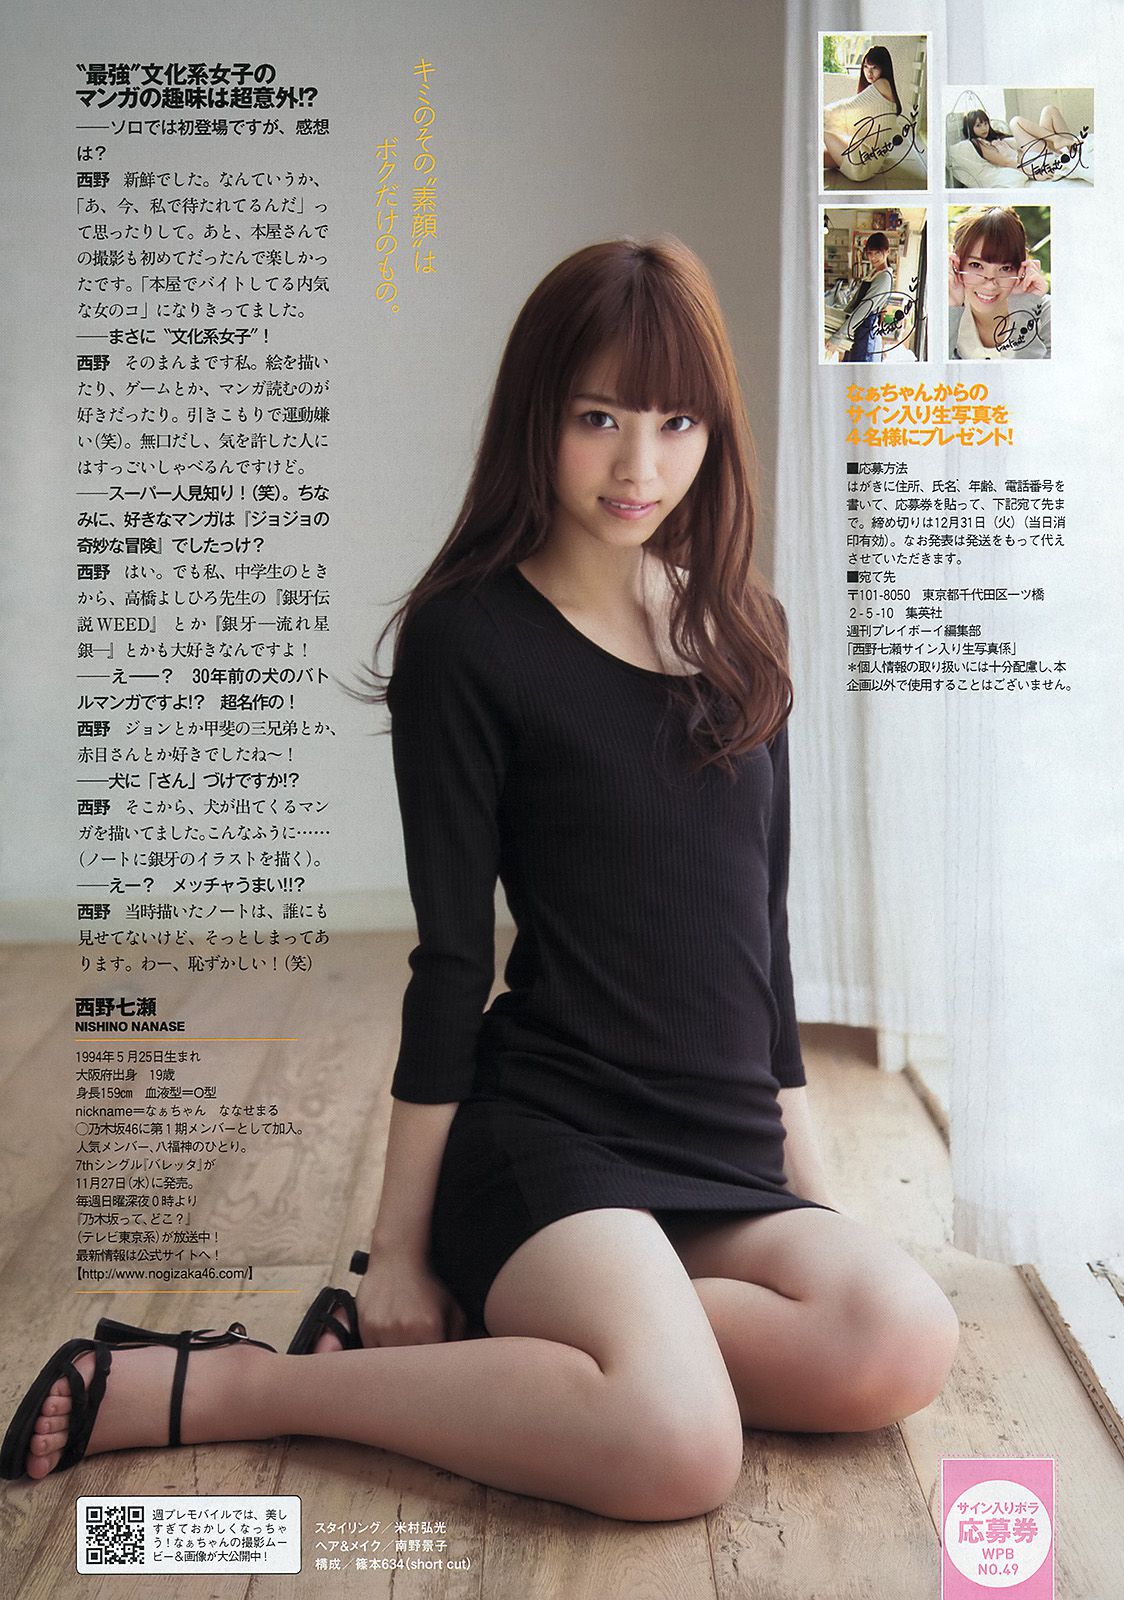 “最強”文化系女子の
マンガの趣味は超意外!?
――ソロでは初登場ですが、感想
は？
西野　新鮮でした。なんていうか、
「あ、今、私で待たれてるんだ」っ
て思ったりして。あと、本屋さんで
の撮影も初めてだったんで楽しかっ
たです。「本屋でバイトしてる内気
な女のコ」になりきってました。
――まさに“文化系女子”！
西野　そのまんまです私。絵を描い
たり、ゲームとか、マンガ読むのが
好きだったり。引きこもりで運動嫌
い（笑）。無口だし、気を許した人に
はすっごいしゃべるんですけど。
――スーパー人見知り！（笑）。ちな
みに、好きなマンガは『ジョジョの
奇妙な冒険』でしたっけ？
西野　はい。でも私、中学生のとき
から、高橋よしひろ先生の『銀牙伝
説WEED』とか『銀牙―流れ星
銀―』とかも大好きなんですよ！
――えー―？　30年前の犬のバト
ルマンガですよ!?　超名作の！
西野　ジョンとか甲斐の三兄弟とか、
赤目さんとか好きでしたね〜！
――犬に「さん」づけですか!?
西野　そこから、犬が出てくるマン
ガを描いてました。こんなふうに……
（ノートに銀牙のイラストを描く）。
――えー？　メッチャうまい!!?
西野　当時描いたノートは、誰にも
見せてないけど、そっとしまってあ
ります。わー、恥ずかしい！（笑）
西野七瀬
NISHINO NANASE
1994年５月25日生まれ
大阪府出身　19歳
身長159㎝　血液型＝O型
nickname＝なぁちゃん　ななせまる
○乃木坂46に第１期メンバーとして加入。
人気メンバー、八福神のひとり。
7thシングル『バレッタ』が
11月27日（水）に発売。
毎週日曜深夜０時より
『乃木坂って、どこ？』
（テレビ東京系）が放送中！
最新情報は公式サイトへ！
【http://www.nogizaka46.com/】
キミのその“素顔”は
ボクだけのもの。
なぁちゃんからの
サイン入り生写真を
４名様にプレゼント！
■応募方法
はがきに住所、氏名、年齢、電話番号を
書いて、応募券を貼って、下記宛て先ま
で。締め切りは12月31日（火）（当日消
印有効）。なお発表は発送をもって代え
させていただきます。
■宛て先
〒101-8050　東京都千代田区一ツ橋
２-５-10　集英社
週刊プレイボーイ編集部
「西野七瀬サイン入り生写真係」
＊個人情報の取り扱いには十分配慮し、本
企画以外で使用することはございません。
週プレモバイルでは、美し
すぎておかしくなっちゃ
う！なぁちゃんの撮影ムー
ビー＆画像が大公開中！
スタイリング／米村弘光
ヘア&メイク／南野景子
構成／篠本634（short cut）
サイン入りポラ
応募券
WPB
NO.49